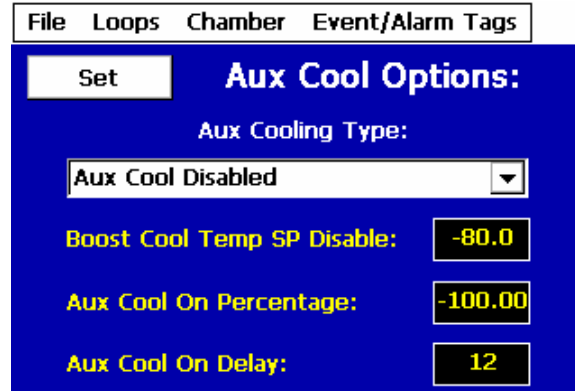 File Loops Chamber Event/Alarm Tags
Set Aux Cool Options:
Aux Cooling Type:
Aux Cool Disabled
Boost Cool Temp SP Disable: -80.0
Aux Cool On Percentage: -100.00
Aux Cool On Delay: 12